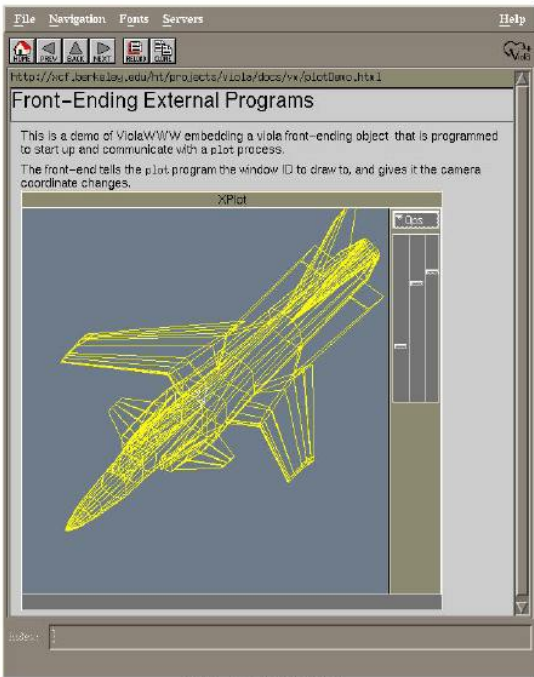 File Navigation Fonts Servers Help
HOME PREV BACK NEXT RELOAD CLONE
http://xcf.berkeley.edu/ht/projects/viola/docs/vw/plotDemo.html
Front-Ending External Programs
This is a demo of ViolaWWW embedding a viola front-ending object that is programmed
to start up and communicate with a plot process.
The front-end tells the plot program the window ID to draw to, and gives it the camera
coordinate changes.
XPlot
Ops